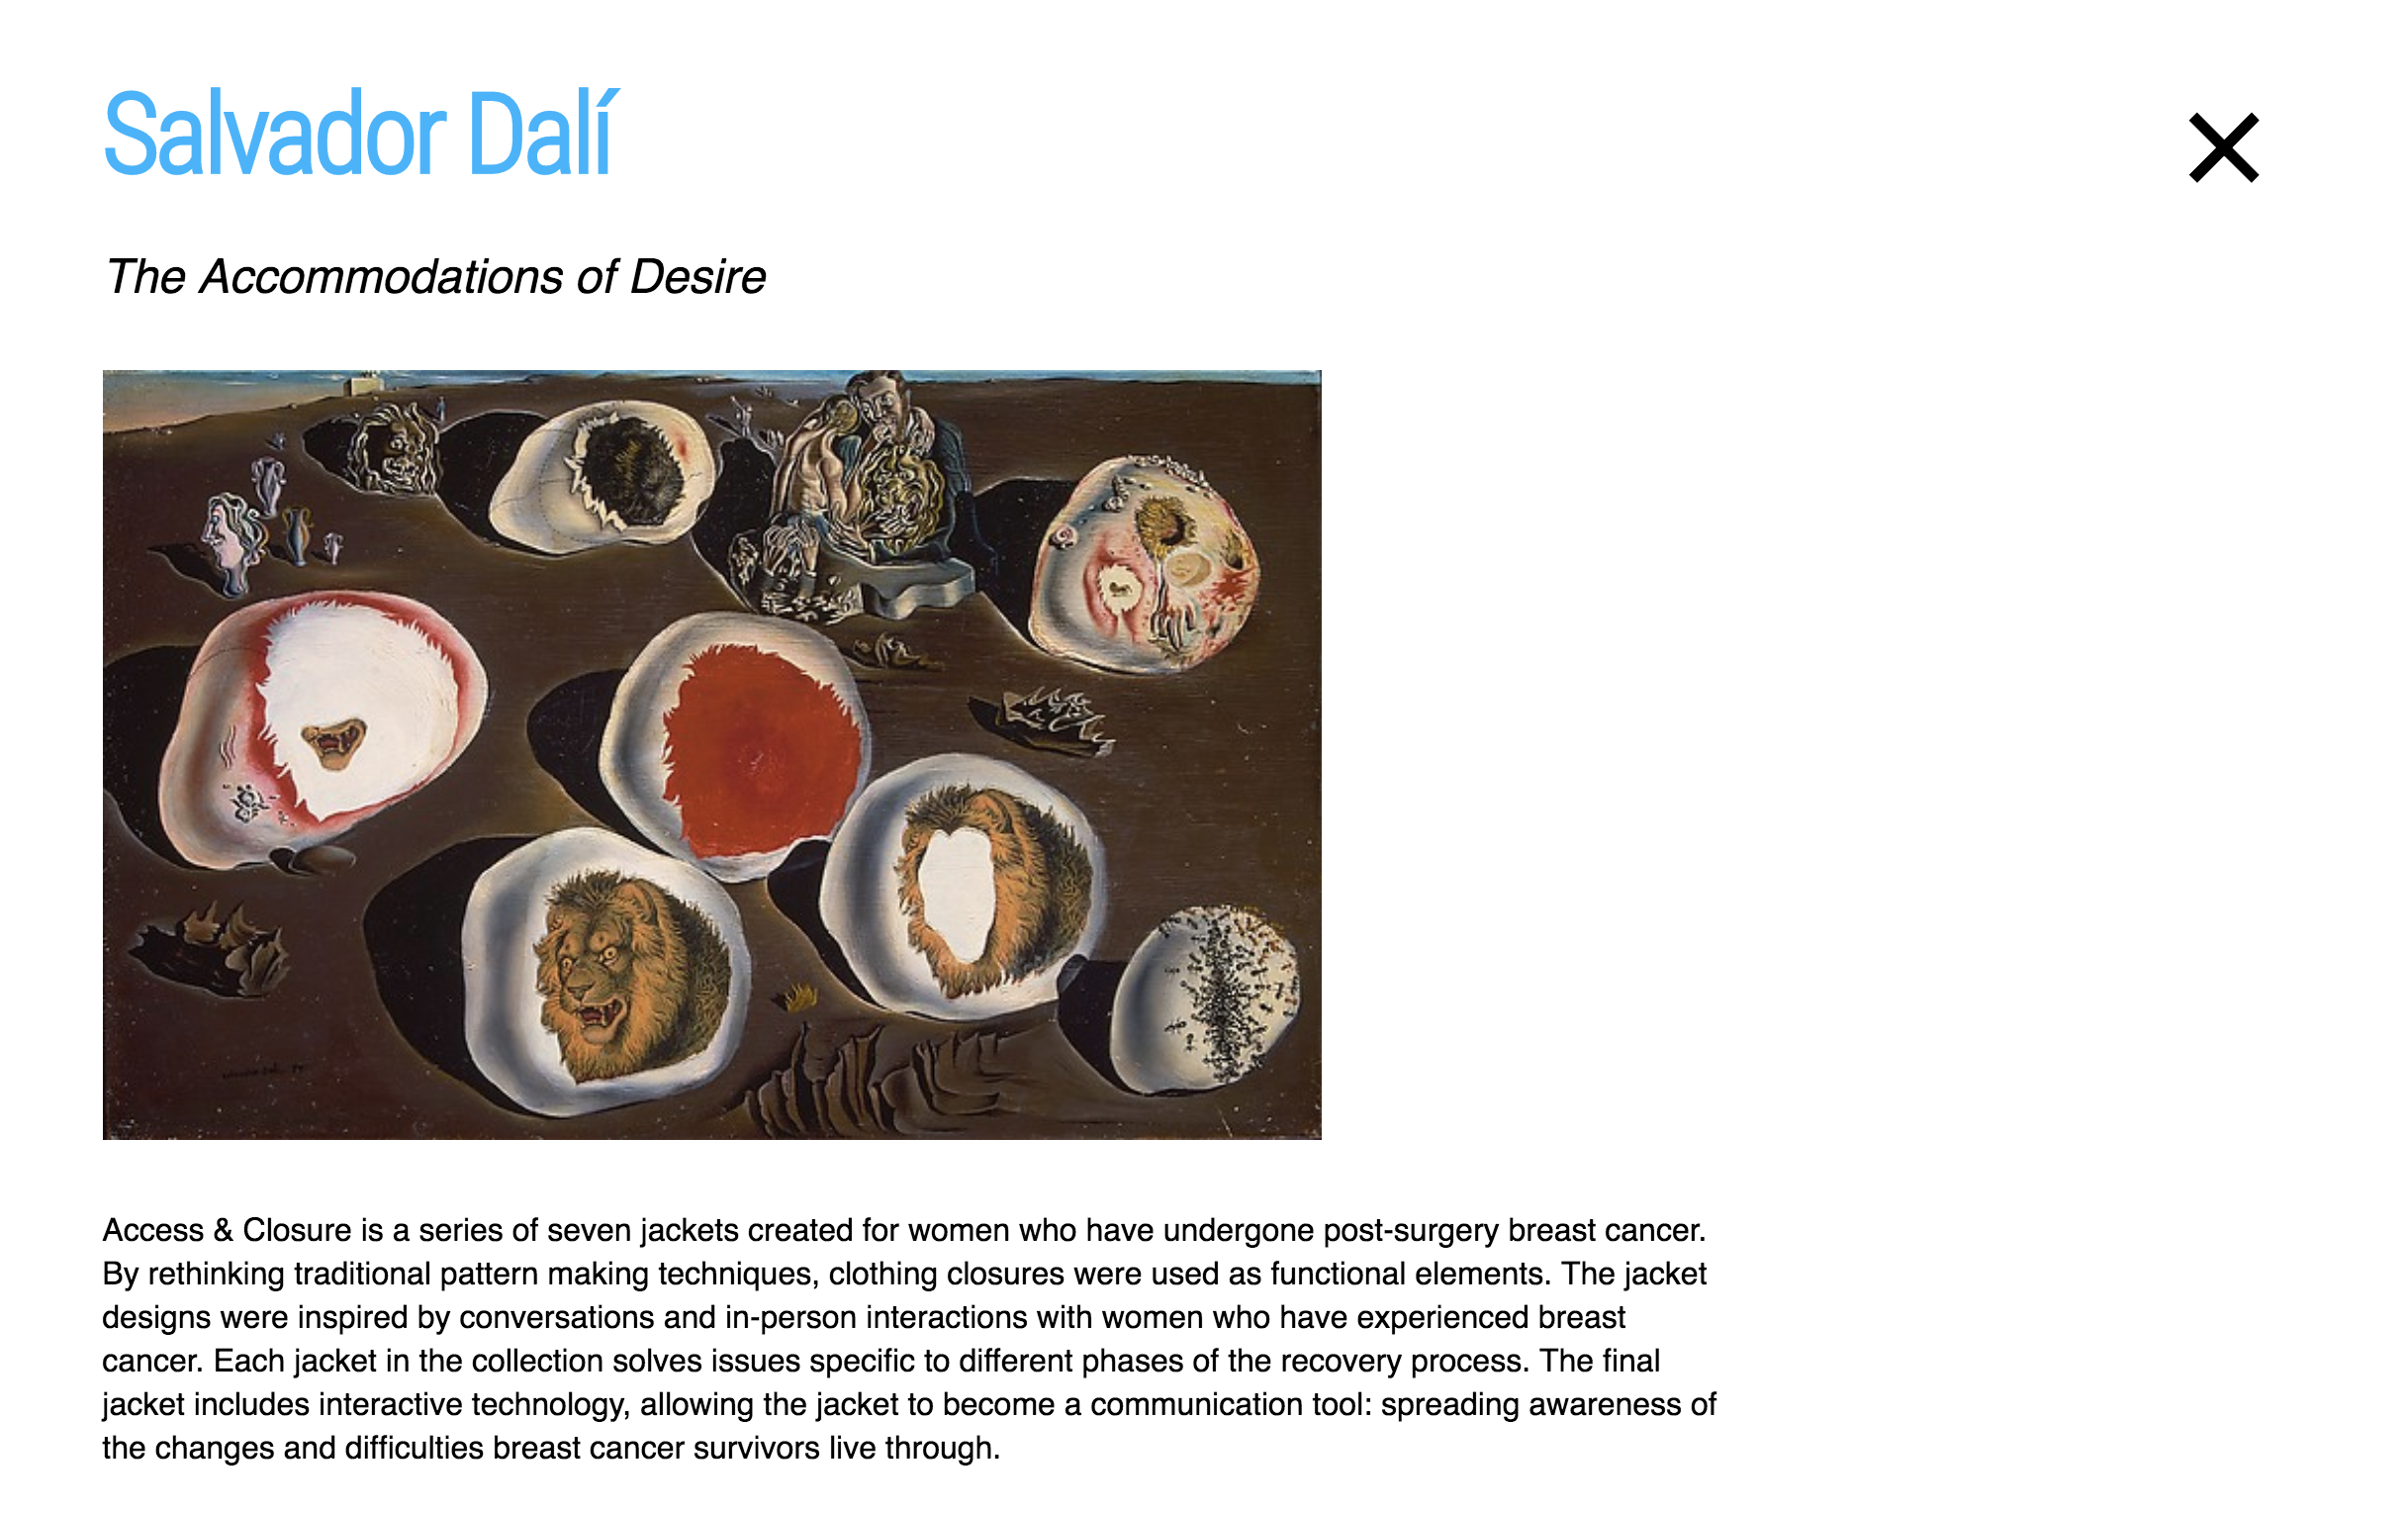 Salvador Dalí
The Accommodations of Desire
Access & Closure is a series of seven jackets created for women who have undergone post-surgery breast cancer.
By rethinking traditional pattern making techniques, clothing closures were used as functional elements. The jacket
designs were inspired by conversations and in-person interactions with women who have experienced breast
cancer. Each jacket in the collection solves issues specific to different phases of the recovery process. The final
jacket includes interactive technology, allowing the jacket to become a communication tool: spreading awareness of
the changes and difficulties breast cancer survivors live through.